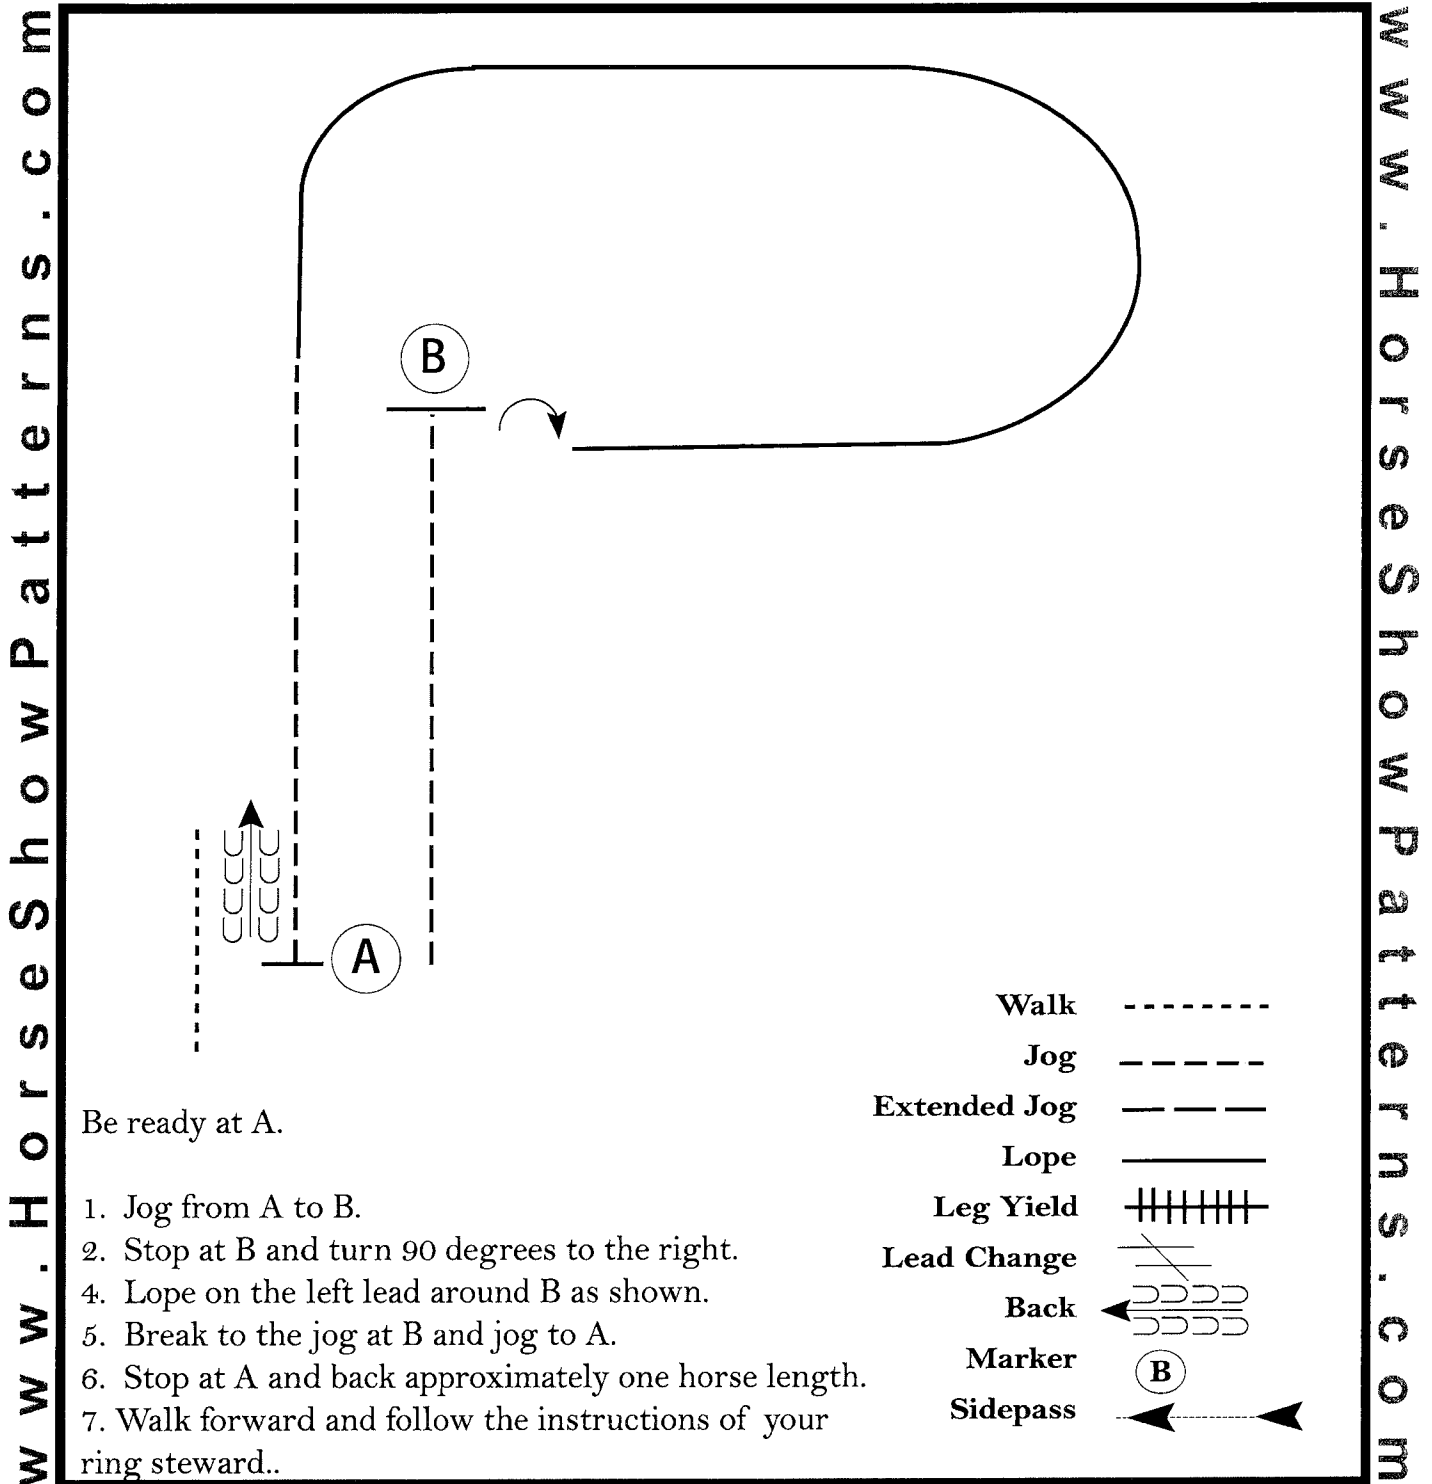 www.HorseShowPatterns.com
B
A
Walk
Jog
Extended Jog
Lope
Leg Yield
Lead Change
Back
Marker B
Sidepass
Be ready at A.
1. Jog from A to B.
2. Stop at B and turn 90 degrees to the right.
4. Lope on the left lead around B as shown.
5. Break to the jog at B and jog to A.
6. Stop at A and back approximately one horse length.
7. Walk forward and follow the instructions of your
ring steward..
www.HorseShowPatterns.com